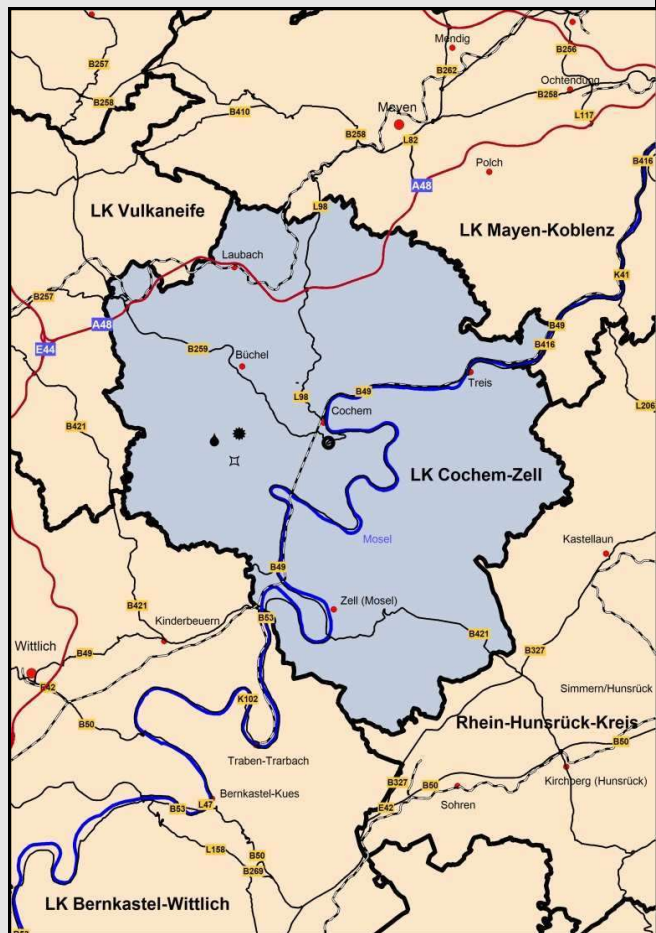 Mendig
B257
B256
B262
Ochtendung
B258
B258
B410
Mayen
L117
B258
L82
B416
Polch
A48
LK Vulkaneife
L98
LK Mayen-Koblenz
Laubach
K41
B257
A48
B49
E44
B416
B259
Büchel
Treis
B49
L98
L206
Cochem
B421
LK Cochem-Zell
Mosel
Kastellaun
B49
B421
Zell (Mosel)
B53
Kinderbeuern
B421
Wittlich
B49
B327
E42
Simmern/Hunsrück
K102
B50
Rhein-Hunsrück-Kreis
B50
Traben-Trarbach
B327
Kirchberg (Hunsrück)
B50
Bernkastel-Kues
L47
B53
E42
Sohren
L158
B50
B269
LK Bernkastel-Wittlich